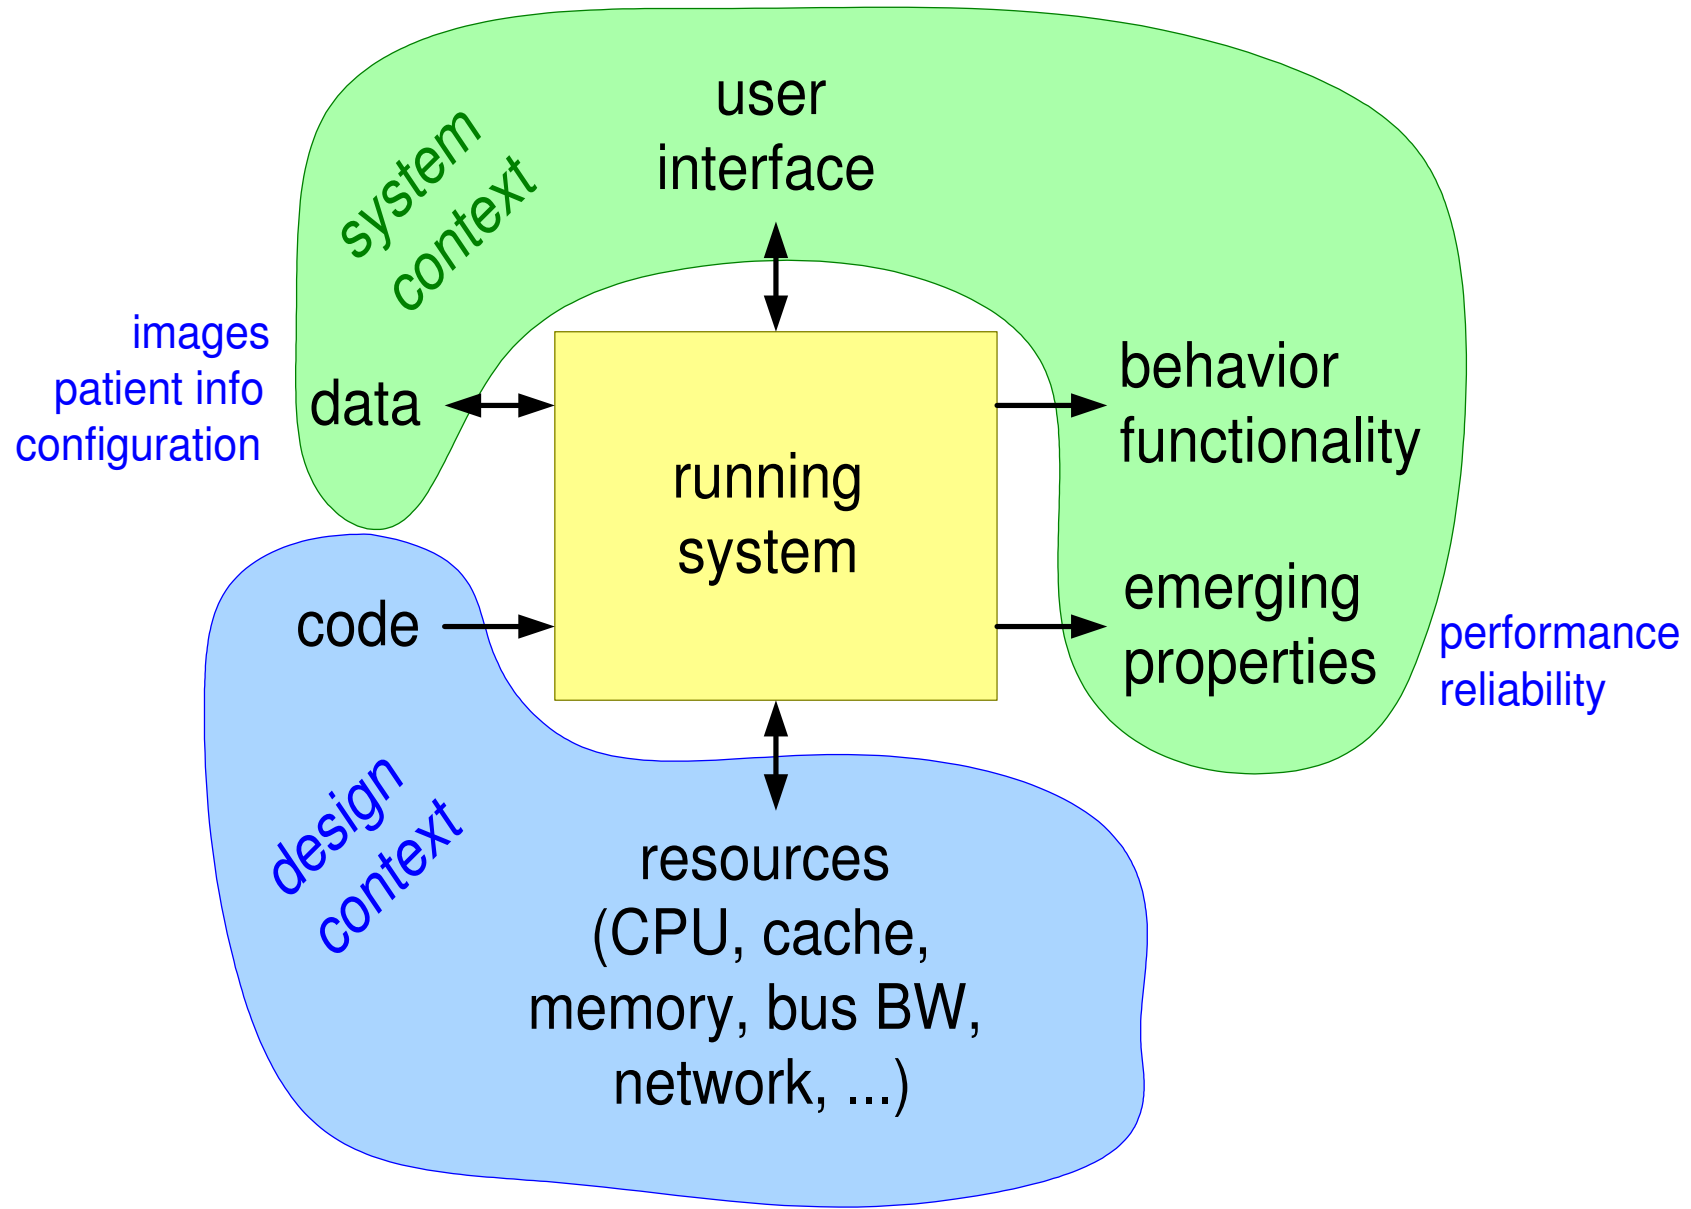 system
context
user
interface
images
patient info
configuration
data
running
system
behavior
functionality
emerging
properties
performance
reliability
code
design
context
resources
(CPU, cache,
memory, bus BW,
network, ...)